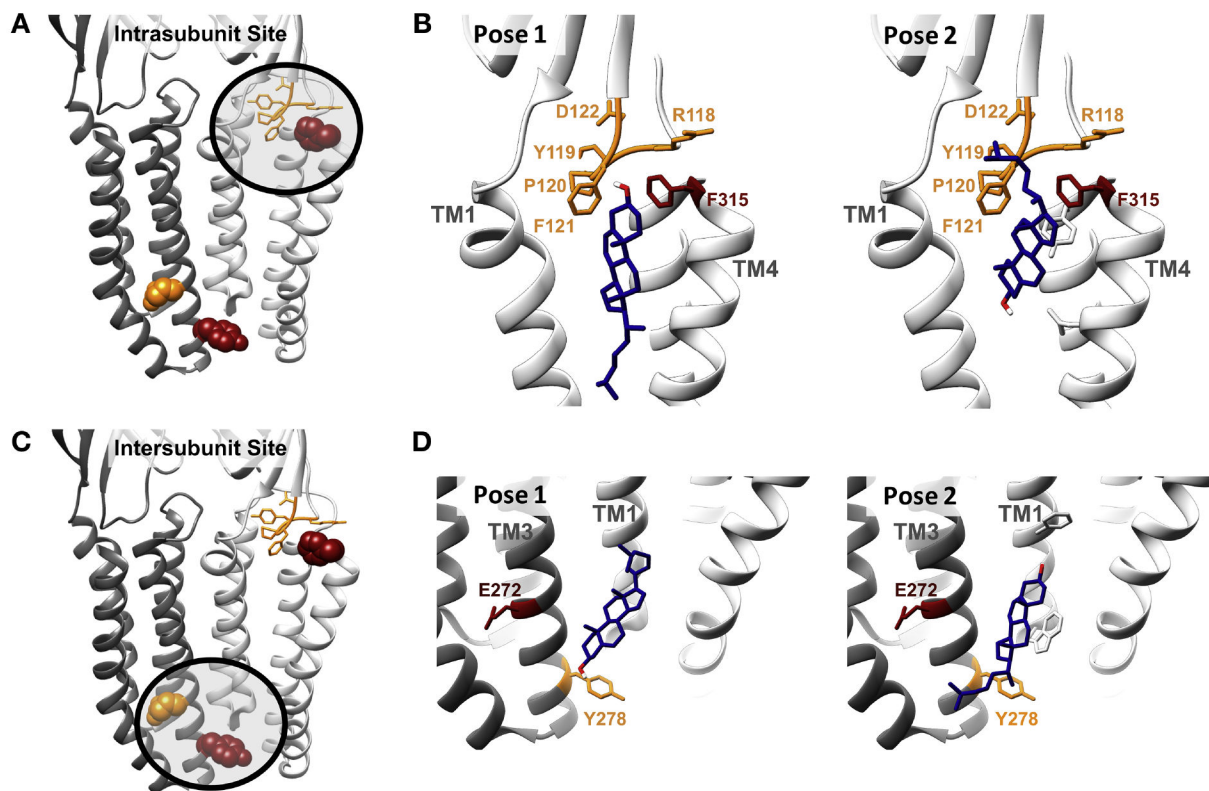 A
Intrasubunit Site
B
Pose 1
D122
R118
Y119
P120
F315
F121
TM1
TM4
Pose 2
D122
R118
Y119
P120
F315
F121
TM1
TM4
C
Intersubunit Site
D
Pose 1
TM1
TM3
E272
Y278
Pose 2
TM1
TM3
E272
Y278